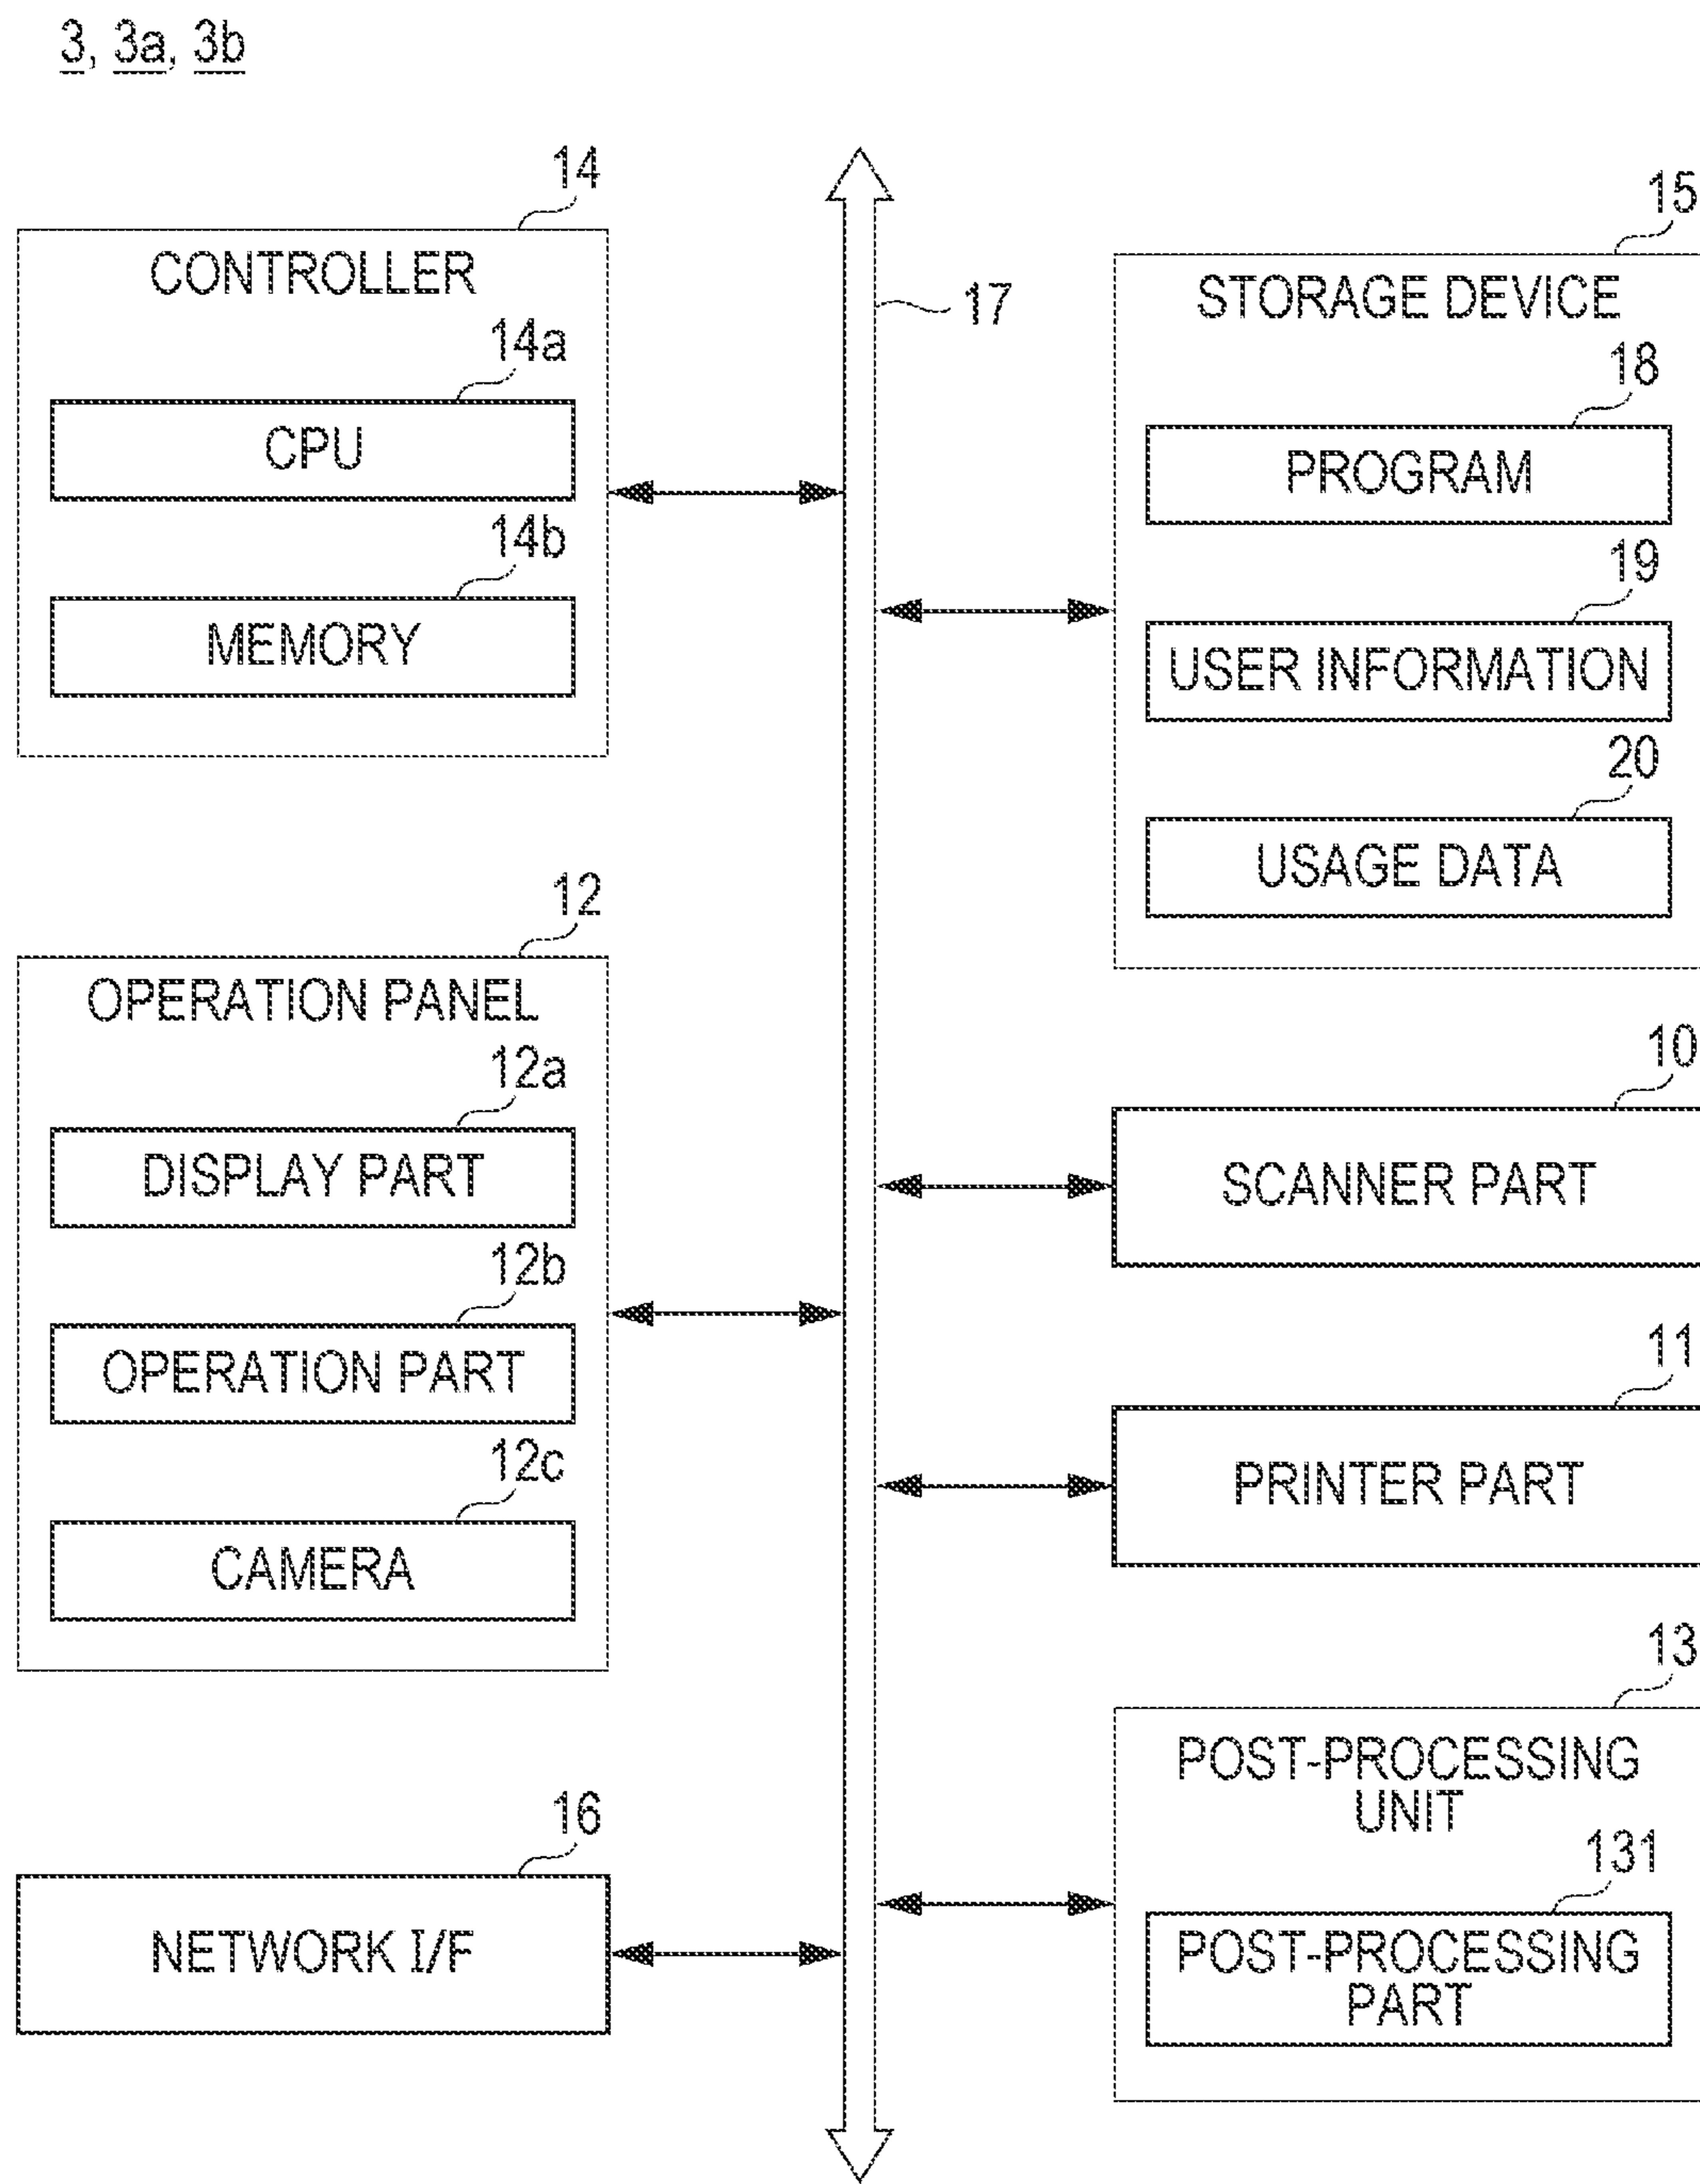 3, 3a, 3b
14
CONTROLLER
14a
CPU
14b
MEMORY
12
OPERATION PANEL
12a
DISPLAY PART
12b
OPERATION PART
12c
CAMERA
16
NETWORK I/F
17
15
STORAGE DEVICE
18
PROGRAM
19
USER INFORMATION
20
USAGE DATA
10
SCANNER PART
11
PRINTER PART
13
POST-PROCESSING
UNIT
131
POST-PROCESSING
PART